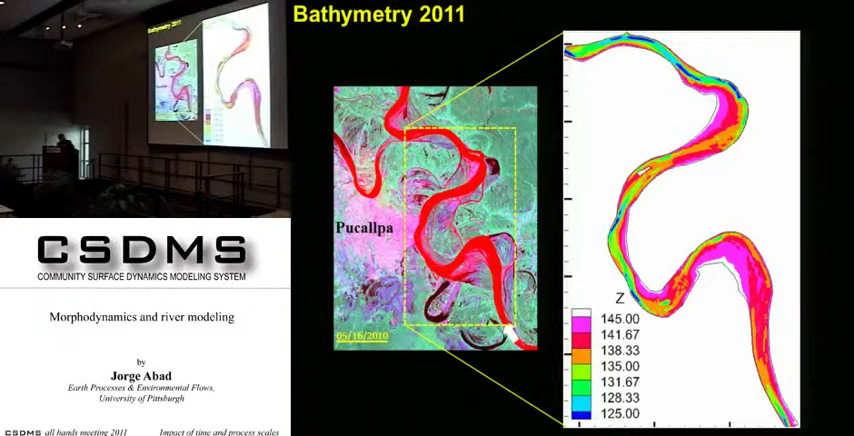 Bathymetry 2011
Bathymetry 2011
Pucallpa
05/16/2010
Z
145.00
141.67
138.33
135.00
131.67
128.33
125.00
CSDMS
COMMUNITY SURFACE DYNAMICS MODELING SYSTEM
Morphodynamics and river modeling
by
Jorge Abad
Earth Processes & Environmental Flows,
University of Pittsburgh
CSDMS all hands meeting 2011 Impact of time and process scales